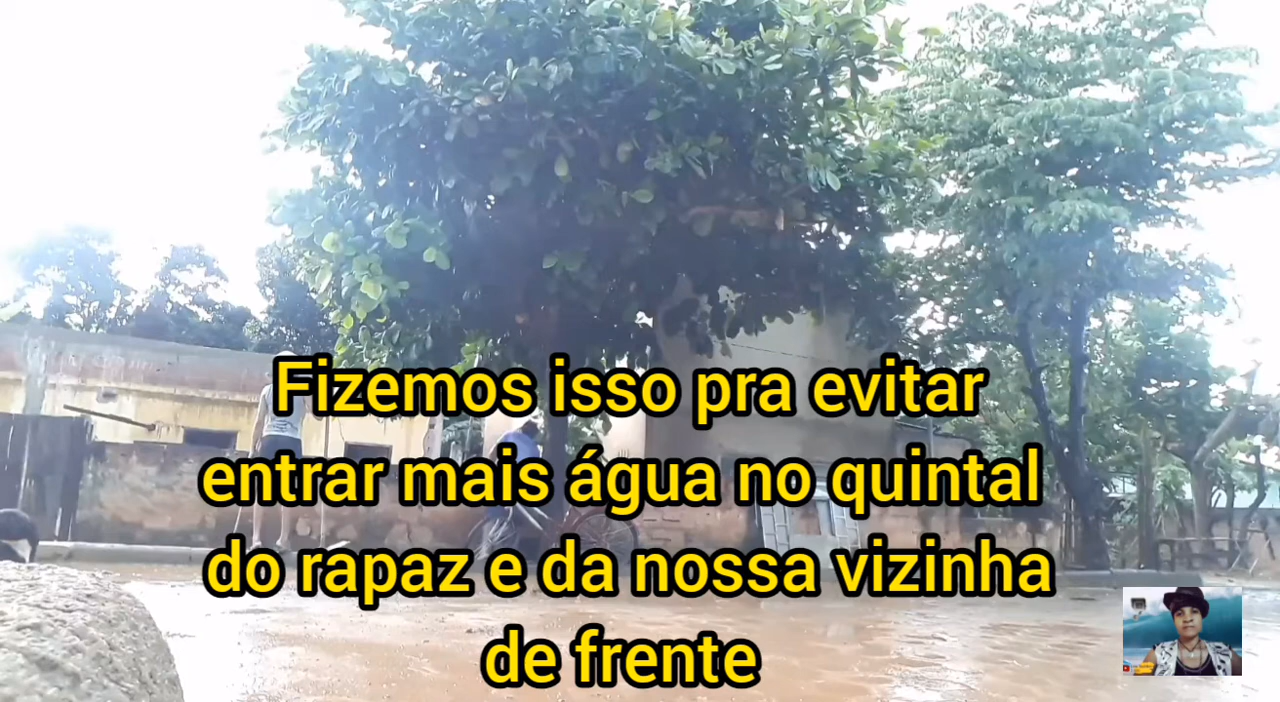 Fizemos isso pra evitar
entrar mais água no quintal
do rapaz e da nossa vizinha
de frente